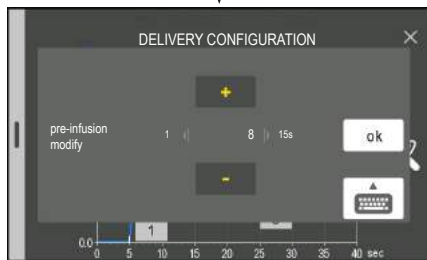 DELIVERY CONFIGURATION
+
pre-infusion
modify
1 8 15s
ok
-
1
0.0
0 5 10 15 20 25 30 35 40 sec